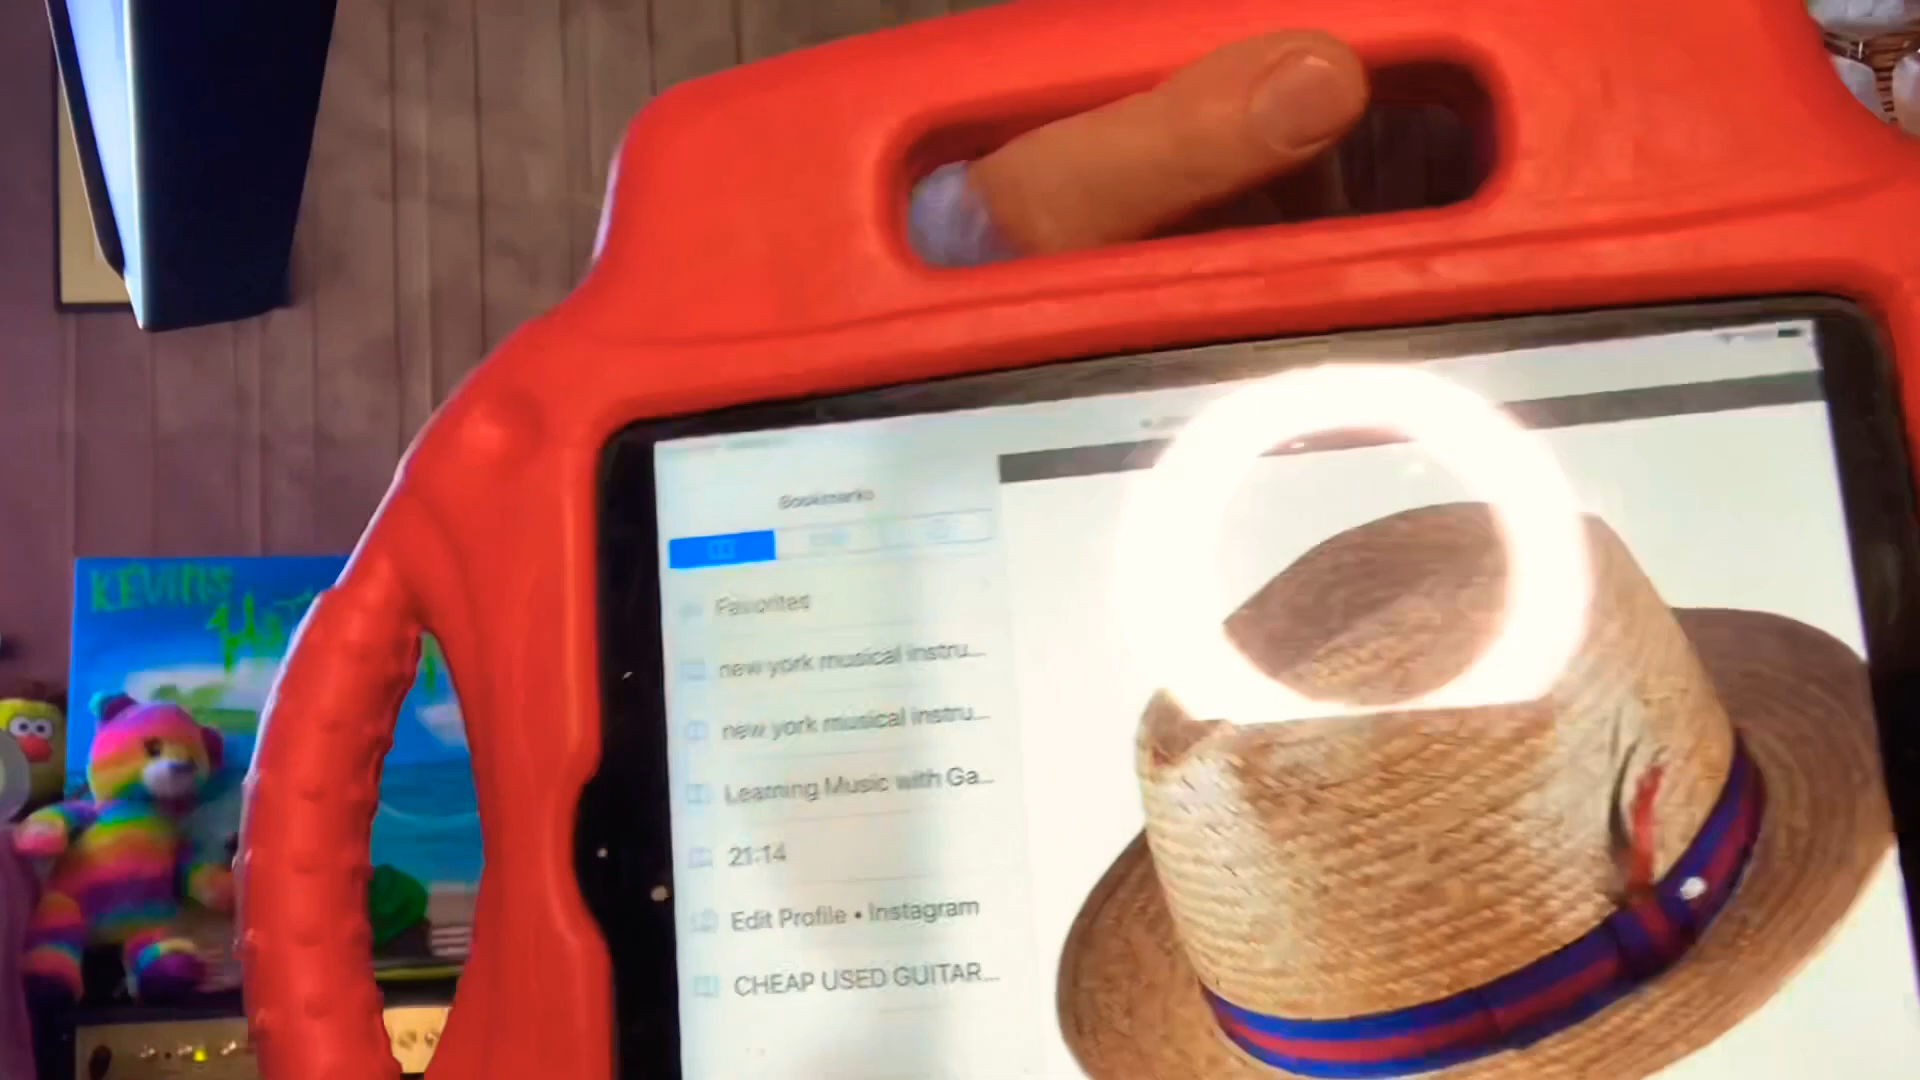 KEVINS
Bookmarks
Favorites
new york musical instru...
new york musical instru...
Learning Music with Ga...
21:14
Edit Profile • Instagram
CHEAP USED GUITAR...